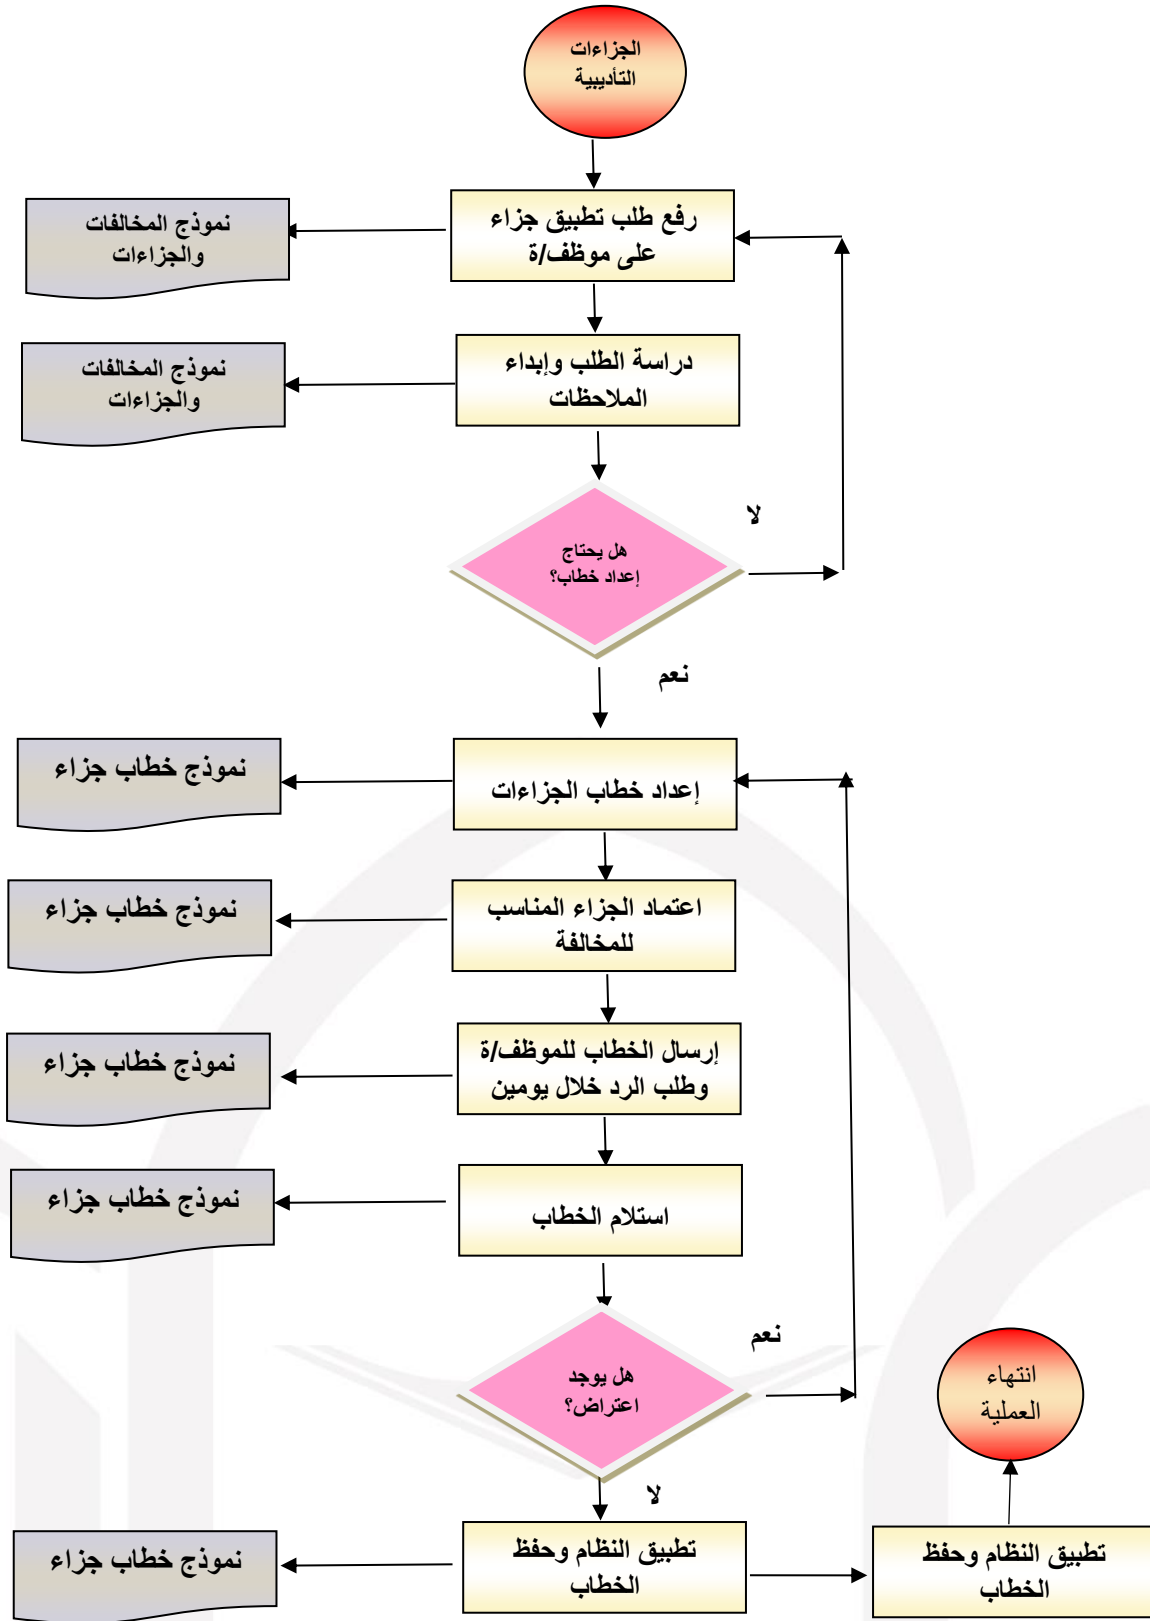 الجزاءات
التأديبية
رفع طلب تطبيق جزاء
على موظف/ة
نموذج المخالفات
والجزاءات
دراسة الطلب وإبداء
الملاحظات
نموذج المخالفات
والجزاءات
هل يحتاج
إعداد خطاب؟
لا
نعم
إعداد خطاب الجزاءات
نموذج خطاب جزاء
اعتماد الجزاء المناسب
للمخالفة
نموذج خطاب جزاء
إرسال الخطاب للموظف/ة
وطلب الرد خلال يومين
نموذج خطاب جزاء
استلام الخطاب
نموذج خطاب جزاء
هل يوجد
اعتراض؟
نعم
لا
انتهاء
العملية
تطبيق النظام وحفظ
الخطاب
تطبيق النظام وحفظ
الخطاب
نموذج خطاب جزاء